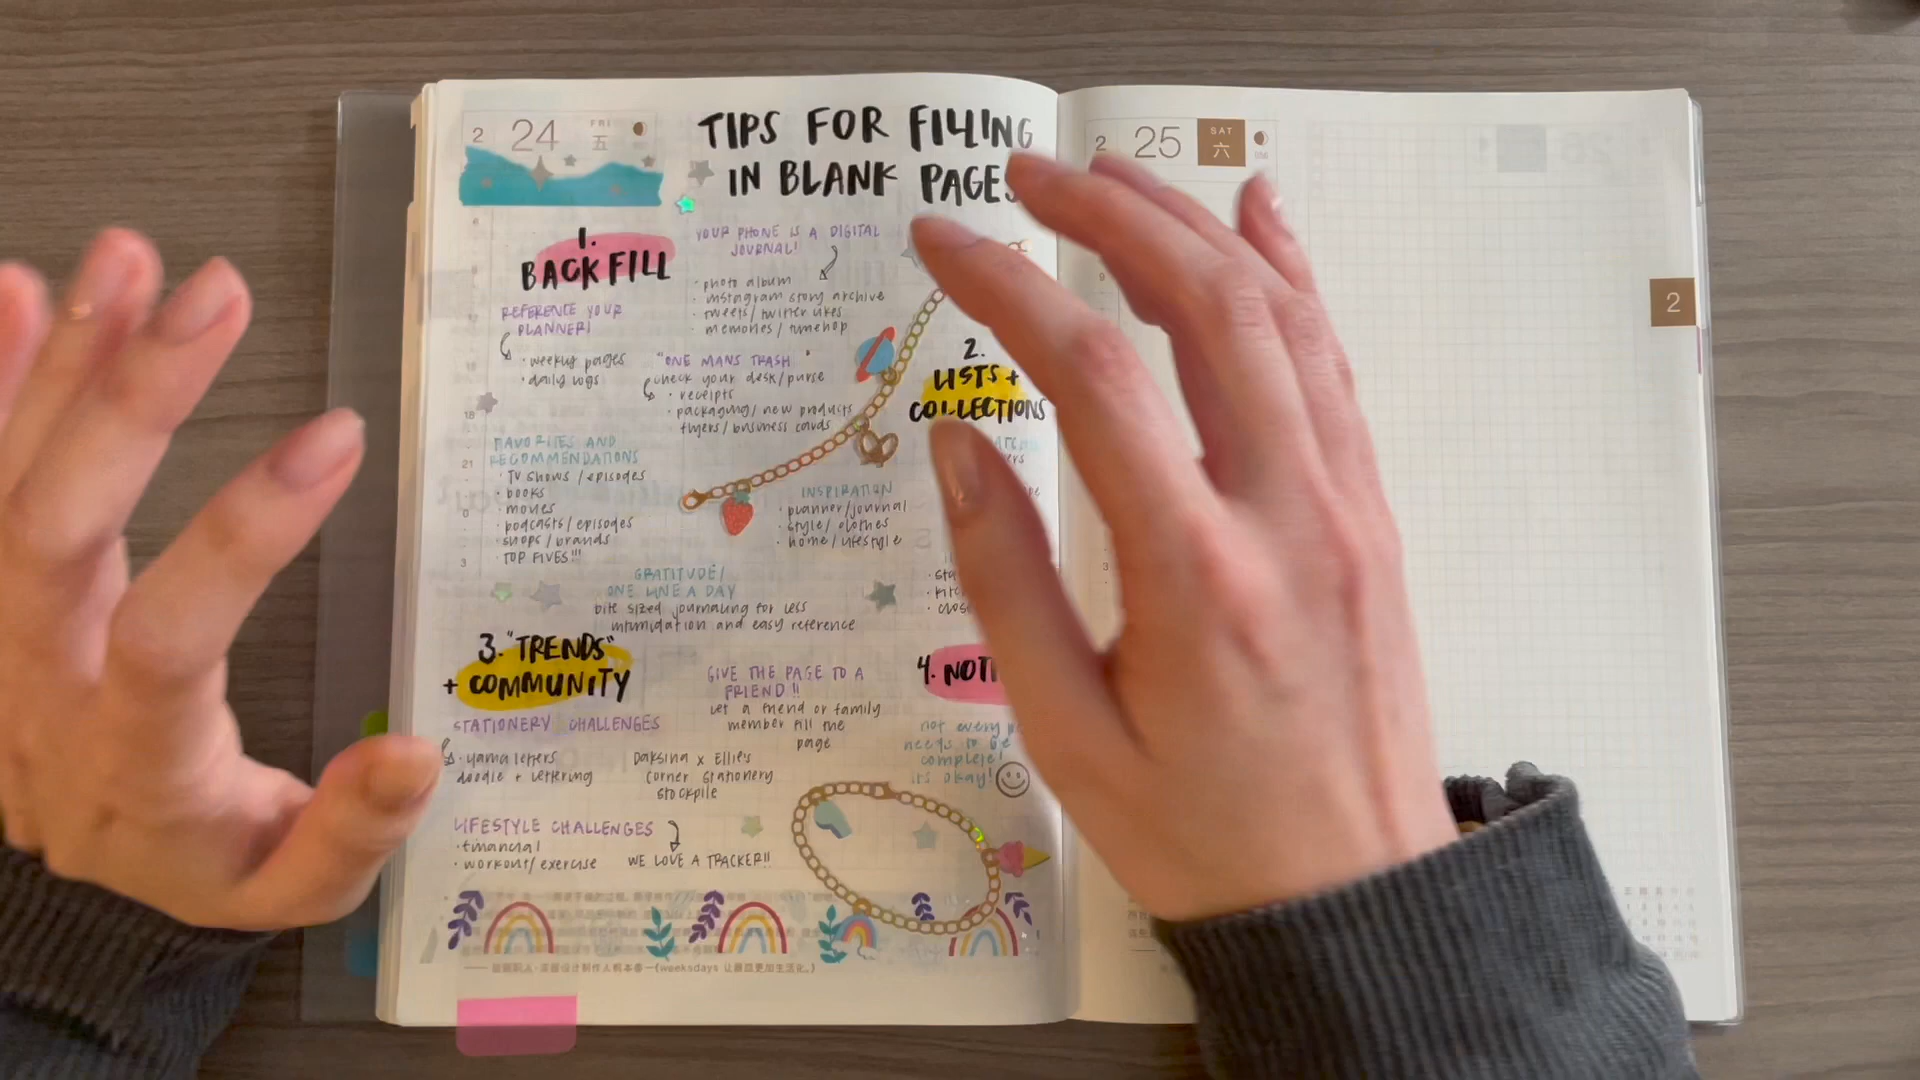 2 24 FRI 五
TIPS FOR FILLING
IN BLANK PAGES
1.
BACKFILL
REFERENCE YOUR
PLANNER!
· weekly pages
· daily logs
YOUR PHONE IS A DIGITAL
JOURNAL!
· photo album
· instagram story archive
· tweets/twitter likes
· memories / timehop
"ONE MANS TRASH "
check your desk/purse
· receipts
· packaging/new products
flyers/business cards
2.
LISTS +
COLLECTIONS
FAVORITES AND
RECOMMENDATIONS
· TV shows / episodes
· books
· movies
· podcasts/episodes
· shops / brands
· TOP FIVES!!!
INSPIRATION
· planner/journal
· style/clothes
· home/lifestyle
GRATITUDE/
ONE LINE A DAY
bite sized journaling for less
intimidation and easy reference
3. "TRENDS"
+ COMMUNITY
STATIONERY CHALLENGES
· yama letters
doodle + lettering
Daksina x Ellie's
corner stationery
stockpile
GIVE THE PAGE TO A
FRIEND!!
let a friend or family
member fill the
page
LIFESTYLE CHALLENGES
· financial
· workout/exercise
WE LOVE A TRACKER!!
4. NOT
not every
needs to be
complete!
its okay!
(weekdays 让
2 25 SAT 六
2